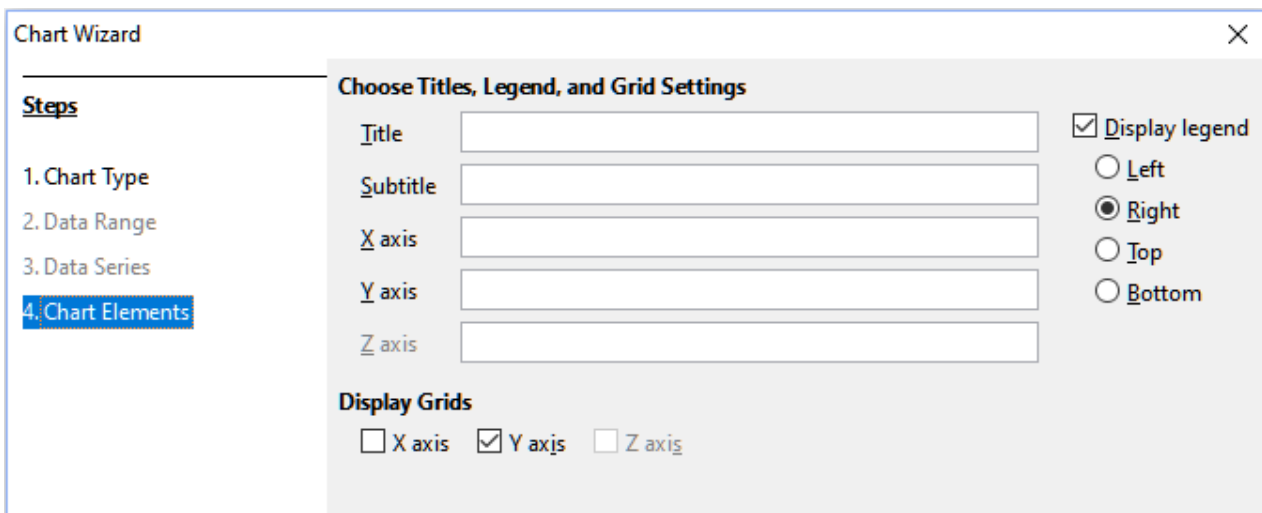 Chart Wizard
Steps
1. Chart Type
2. Data Range
3. Data Series
4. Chart Elements
Choose Titles, Legend, and Grid Settings
Title
Subtitle
X axis
Y axis
Z axis
Display legend
Left
Right
Top
Bottom
Display Grids
X axis Y axis Z axis